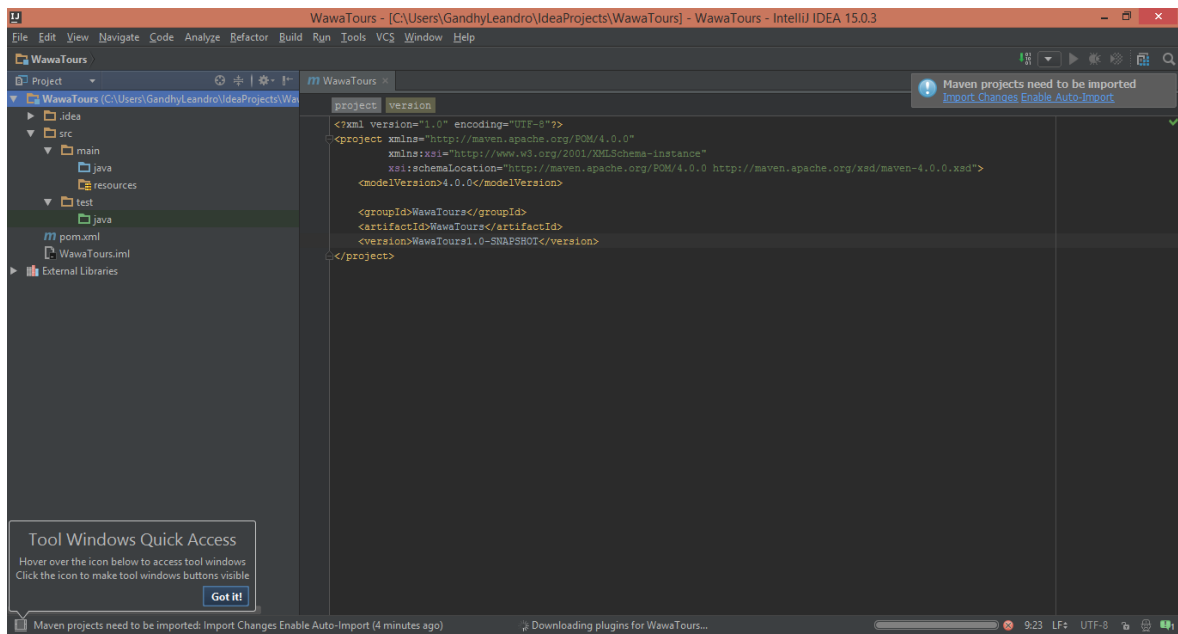 WawaTours - [C:\Users\GandhyLeandro\IdeaProjects\WawaTours] - WawaTours - IntelliJ IDEA 15.0.3
File Edit View Navigate Code Analyze Refactor Build Run Tools VCS Window Help
WawaTours
Project
WawaTours (C:\Users\GandhyLeandro\IdeaProjects\Wa
.idea
src
main
java
resources
test
java
pom.xml
WawaTours.iml
External Libraries
m WawaTours
project version
<?xml version="1.0" encoding="UTF-8"?>
<project xmlns="http://maven.apache.org/POM/4.0.0"
xmlns:xsi="http://www.w3.org/2001/XMLSchema-instance"
xsi:schemaLocation="http://maven.apache.org/POM/4.0.0 http://maven.apache.org/xsd/maven-4.0.0.xsd">
<modelVersion>4.0.0</modelVersion>
<groupId>WawaTours</groupId>
<artifactId>WawaTours</artifactId>
<version>WawaTours1.0-SNAPSHOT</version>
</project>
Maven projects need to be imported
Import Changes Enable Auto-Import
Tool Windows Quick Access
Hover over the icon below to access tool windows
Click the icon to make tool windows buttons visible
Got it!
Maven projects need to be imported: Import Changes Enable Auto-Import (4 minutes ago)
Downloading plugins for WawaTours...
9:23 LF UTF-8